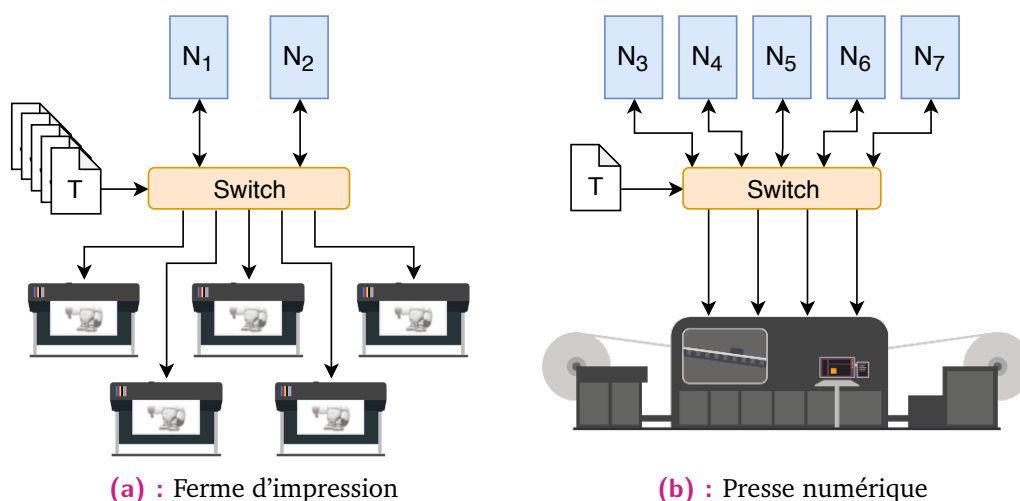 N₁ N₂
T
Switch
(a) : Ferme d'impression
N₃ N₄ N₅ N₆ N₇
T
Switch
(b) : Presse numérique